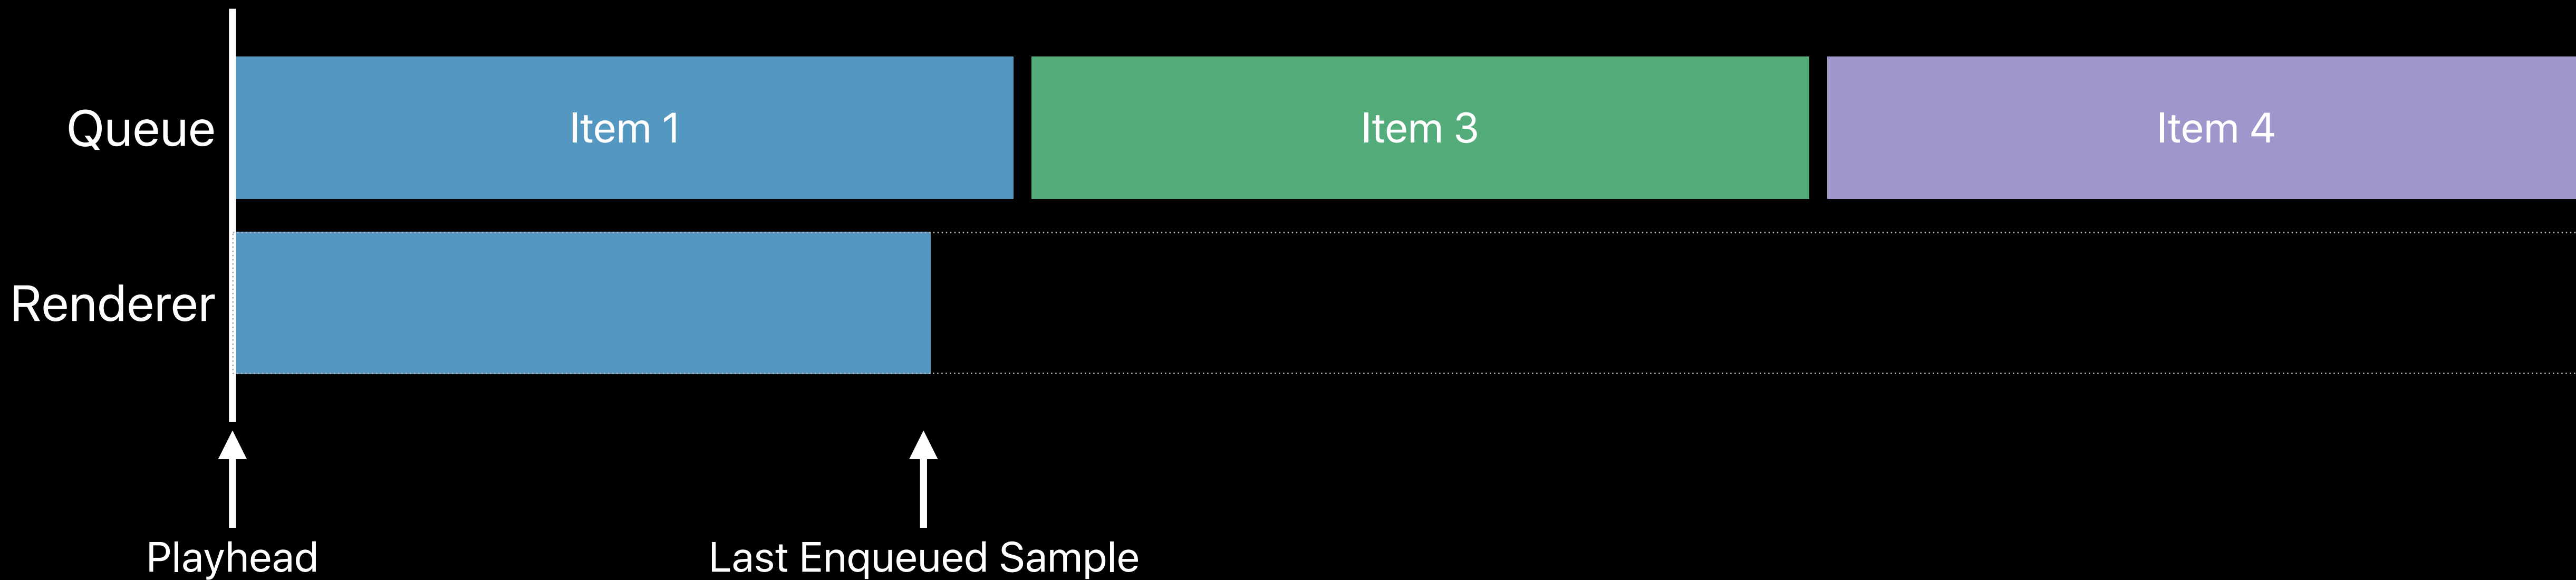 Queue
Item 1
Item 3
Item 4
Renderer
Playhead
Last Enqueued Sample